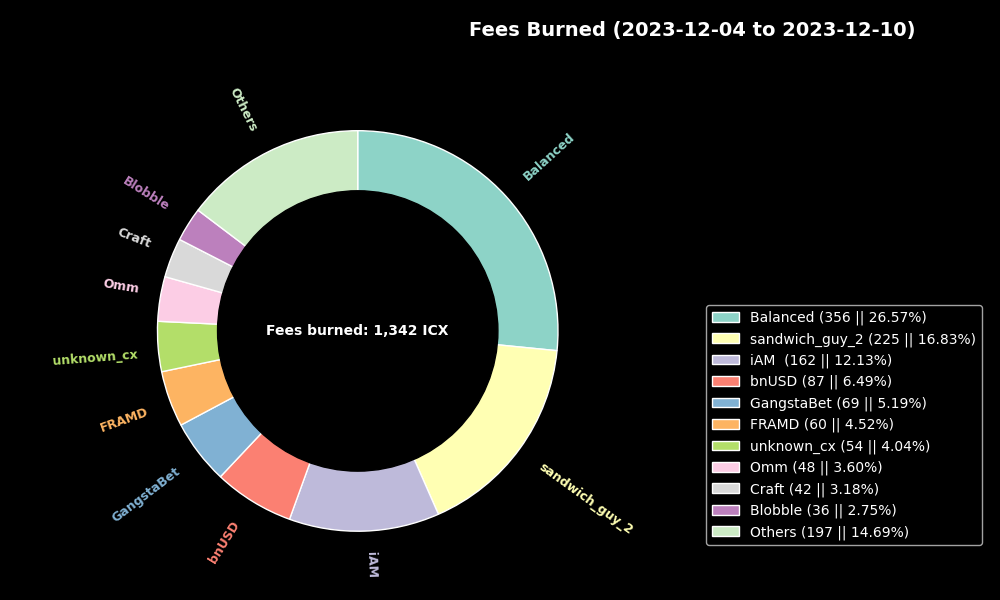 Fees Burned (2023-12-04 to 2023-12-10)
Others
Balanced
Blobble
Craft
Omm
unknown_cx
FRAMD
GangstaBet
bnUSD
iAM
sandwich_guy_2
Fees burned: 1,342 ICX
Balanced (356 || 26.57%)
sandwich_guy_2 (225 || 16.83%)
iAM  (162 || 12.13%)
bnUSD (87 || 6.49%)
GangstaBet (69 || 5.19%)
FRAMD (60 || 4.52%)
unknown_cx (54 || 4.04%)
Omm (48 || 3.60%)
Craft (42 || 3.18%)
Blobble (36 || 2.75%)
Others (197 || 14.69%)